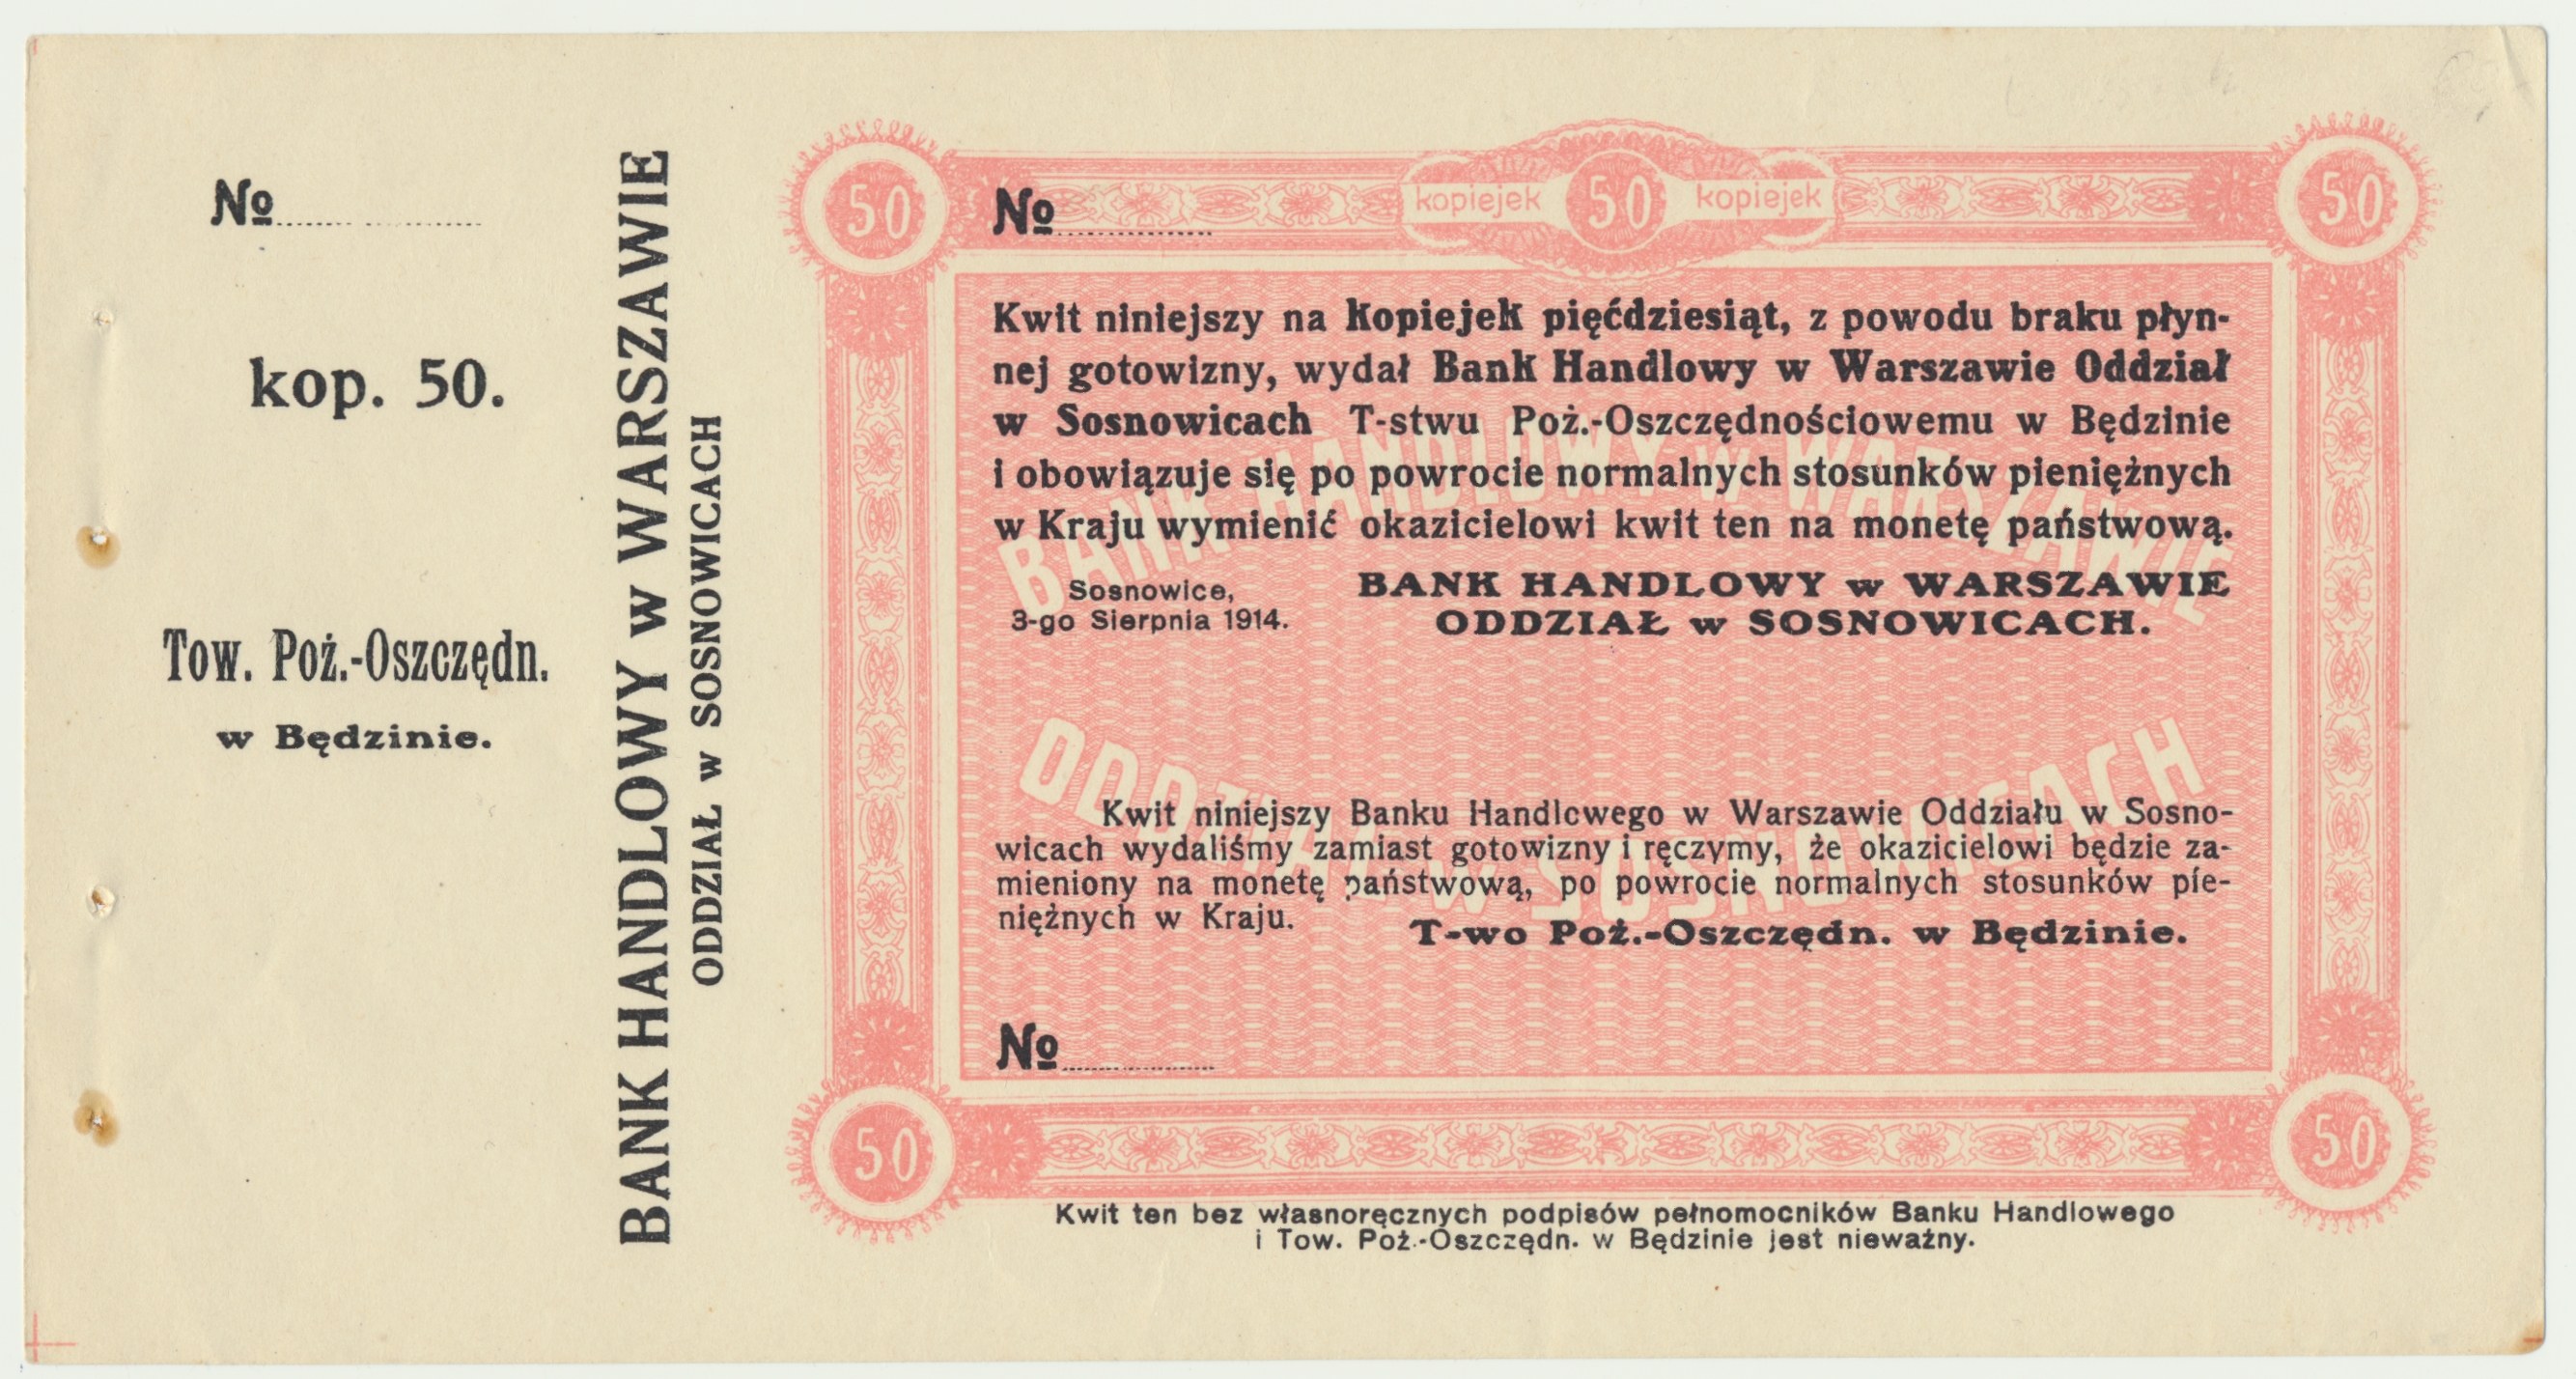 №
kop. 50.
Tow. Poż.-Oszczędn.
w Będzinie.
BANK HANDLOWY w WARSZAWIE
ODDZIAŁ w SOSNOWICACH
50
kopiejek 50 kopiejek
50
№
Kwit niniejszy na kopiejek pięćdziesiąt, z powodu braku płyn-
nej gotowizny, wydał Bank Handlowy w Warszawie Oddział
w Sosnowicach T-stwu Poż.-Oszczędnościowemu w Będzinie
i obowiązuje się po powrocie normalnych stosunków pieniężnych
w Kraju wymienić okazicielowi kwit ten na monetę państwową.
BANK HANDLOWY w WARSZAWIE
Sosnowice,
3-go Sierpnia 1914.
BANK HANDLOWY w WARSZAWIE
ODDZIAŁ w SOSNOWICACH.
ODDZIAŁ w SOSNOWICACH
Kwit niniejszy Banku Handlowego w Warszawie Oddziału w Sosno-
wicach wydaliśmy zamiast gotowizny i ręczymy, że okazicielowi będzie za-
mieniony na monetę państwową, po powrocie normalnych stosunków pie-
niężnych w Kraju.
T-wo Poż.-Oszczędn. w Będzinie.
№
50
50
Kwit ten bez własnoręcznych podpisów pełnomocników Banku Handlowego
i Tow. Poż.-Oszczędn. w Będzinie jest nieważny.